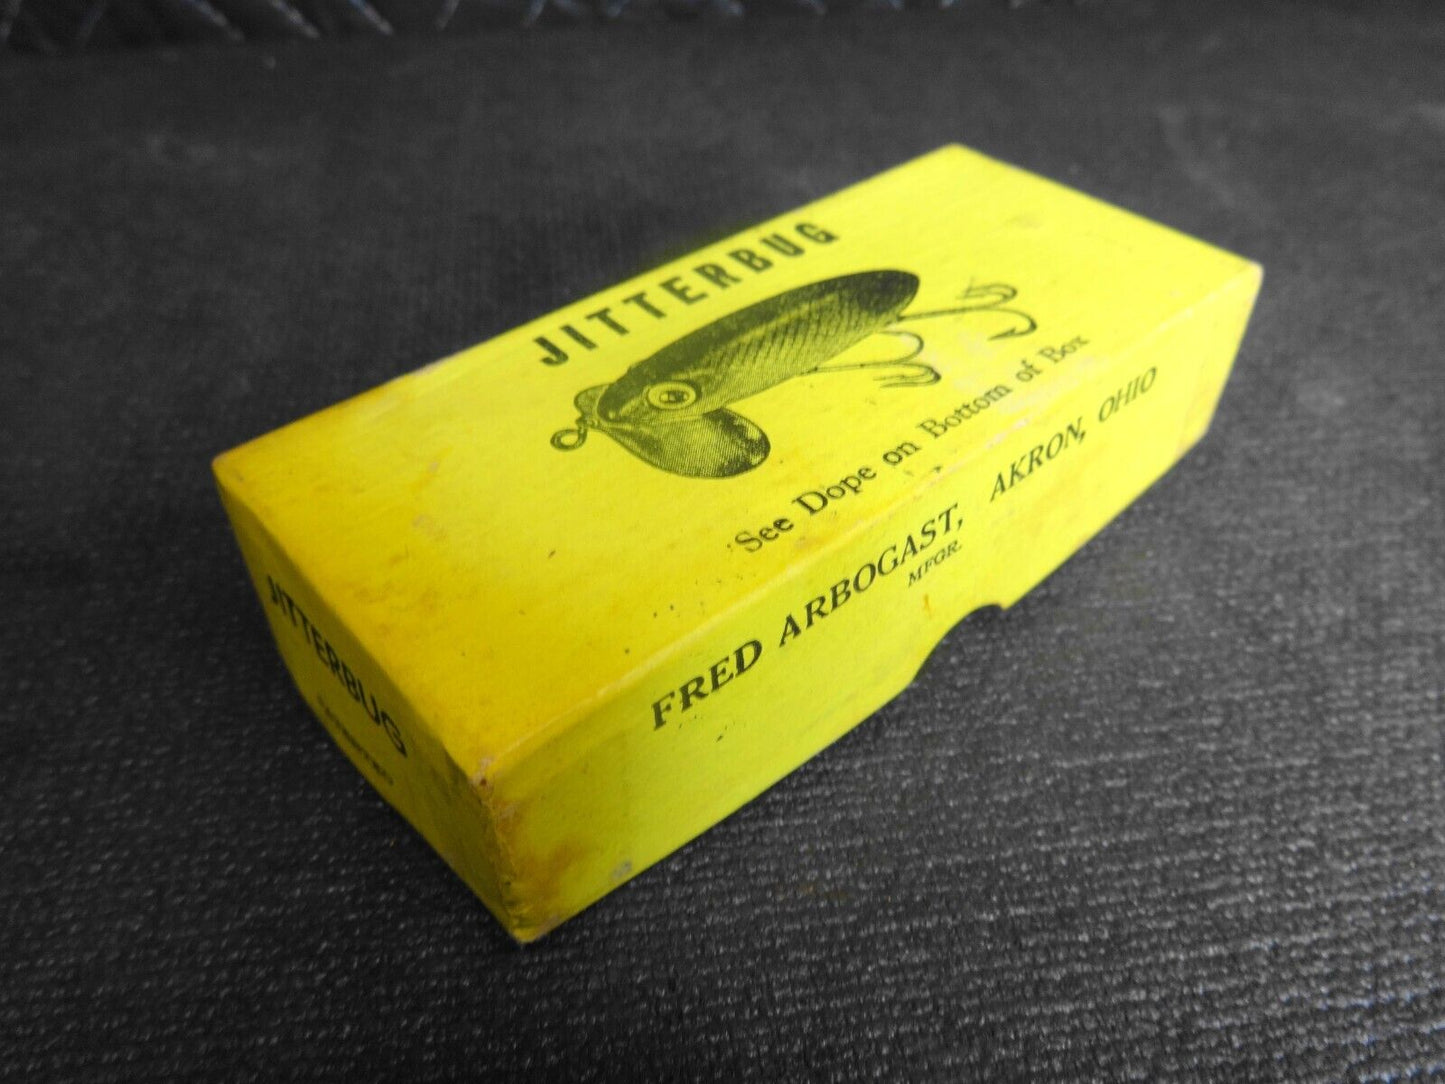 JITTERBUG
See Dope on Bottom of Box
FRED ARBOGAST, AKRON, OHIO
MFGR.
JITTERBUG